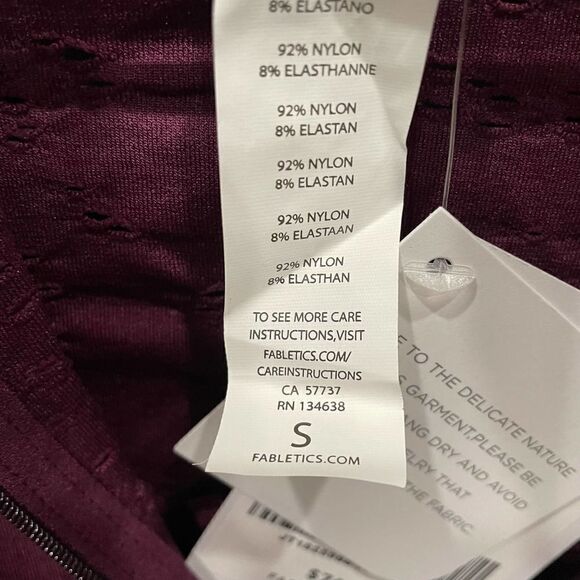 8% ELASTANO
92% NYLON
8% ELASTHANNE
92% NYLON
8% ELASTAN
92% NYLON
8% ELASTAN
92% NYLON
8% ELASTAAN
92% NYLON
8% ELASTHAN
TO SEE MORE CARE
INSTRUCTIONS,VISIT
FABLETICS.COM/
CAREINSTRUCTIONS
CA 57737
RN 134638
S
FABLETICS.COM
TO THE DELICATE NATURE
GARMENT,PLEASE BE
DRY AND AVOID
THAT
THE FABRIC.